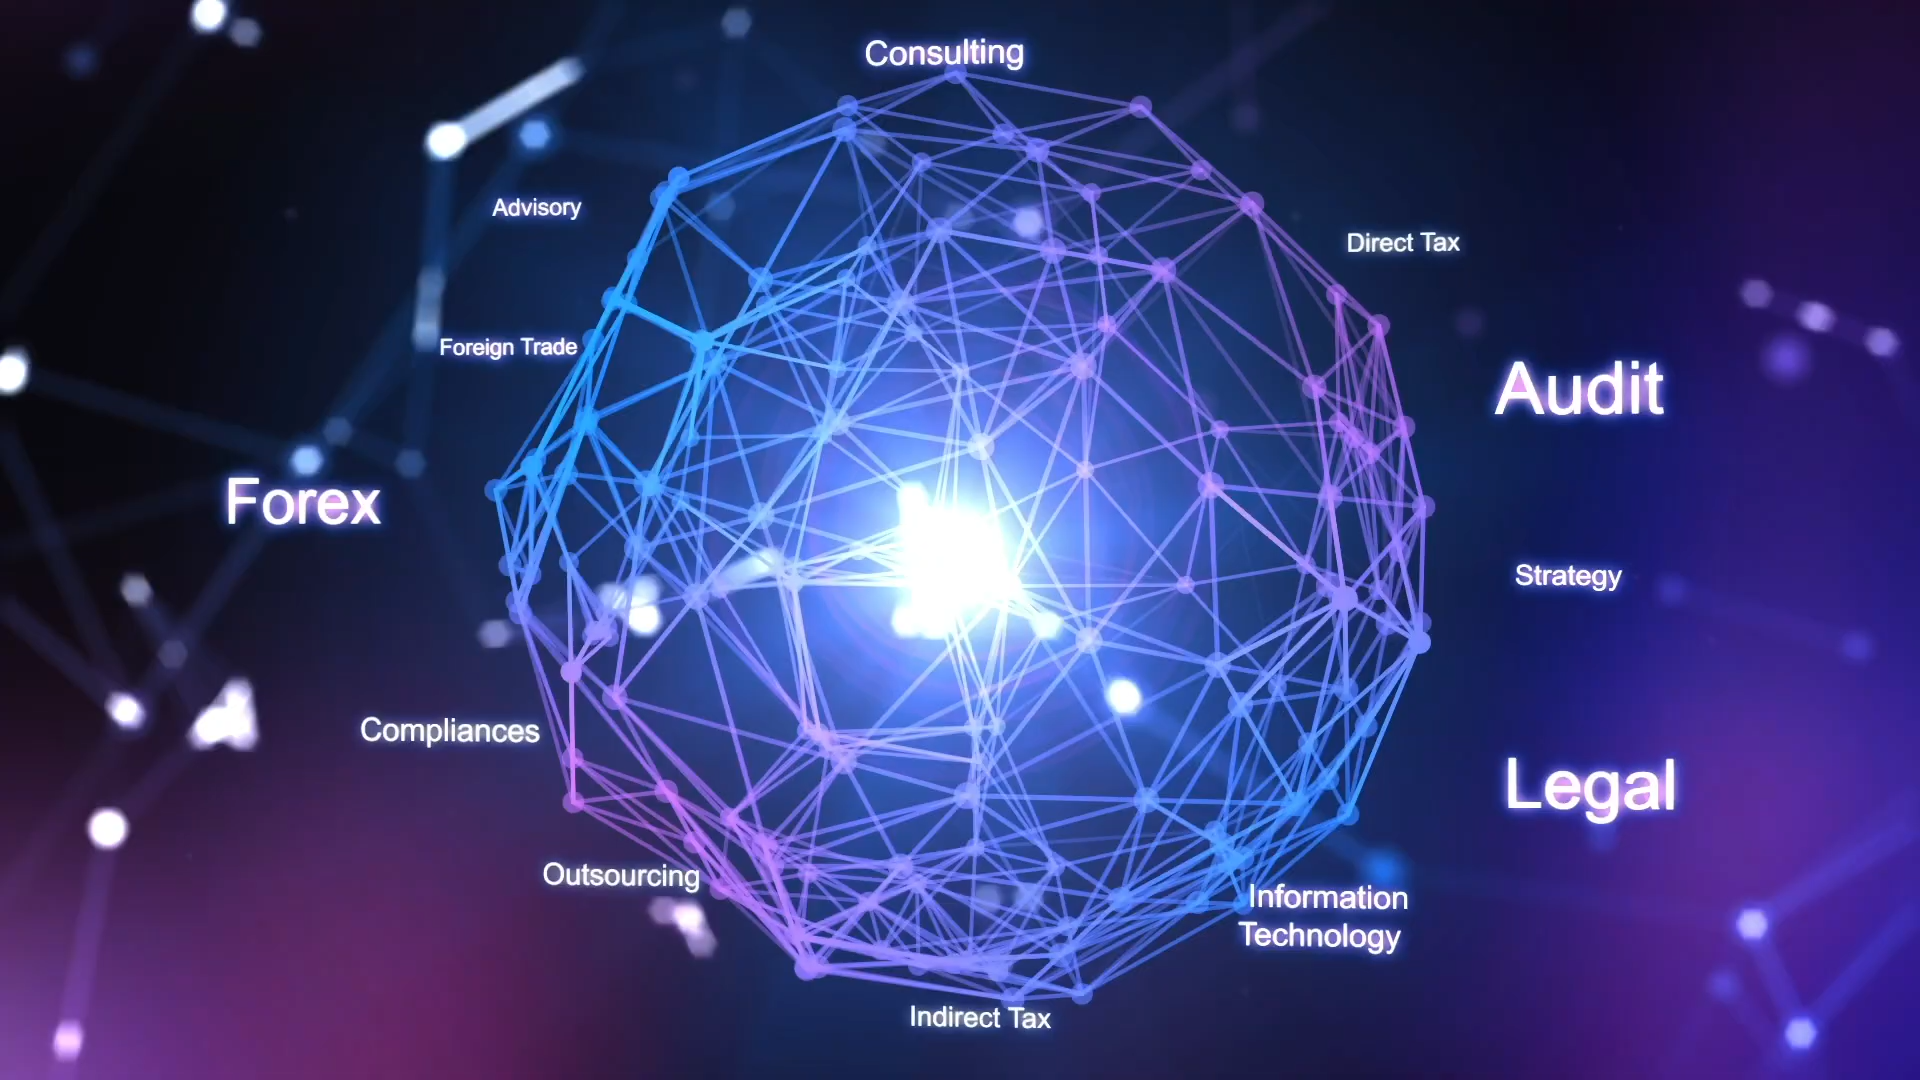 Consulting
Advisory
Direct Tax
Foreign Trade
Audit
Forex
Strategy
Compliances
Legal
Outsourcing
Information
Technology
Indirect Tax